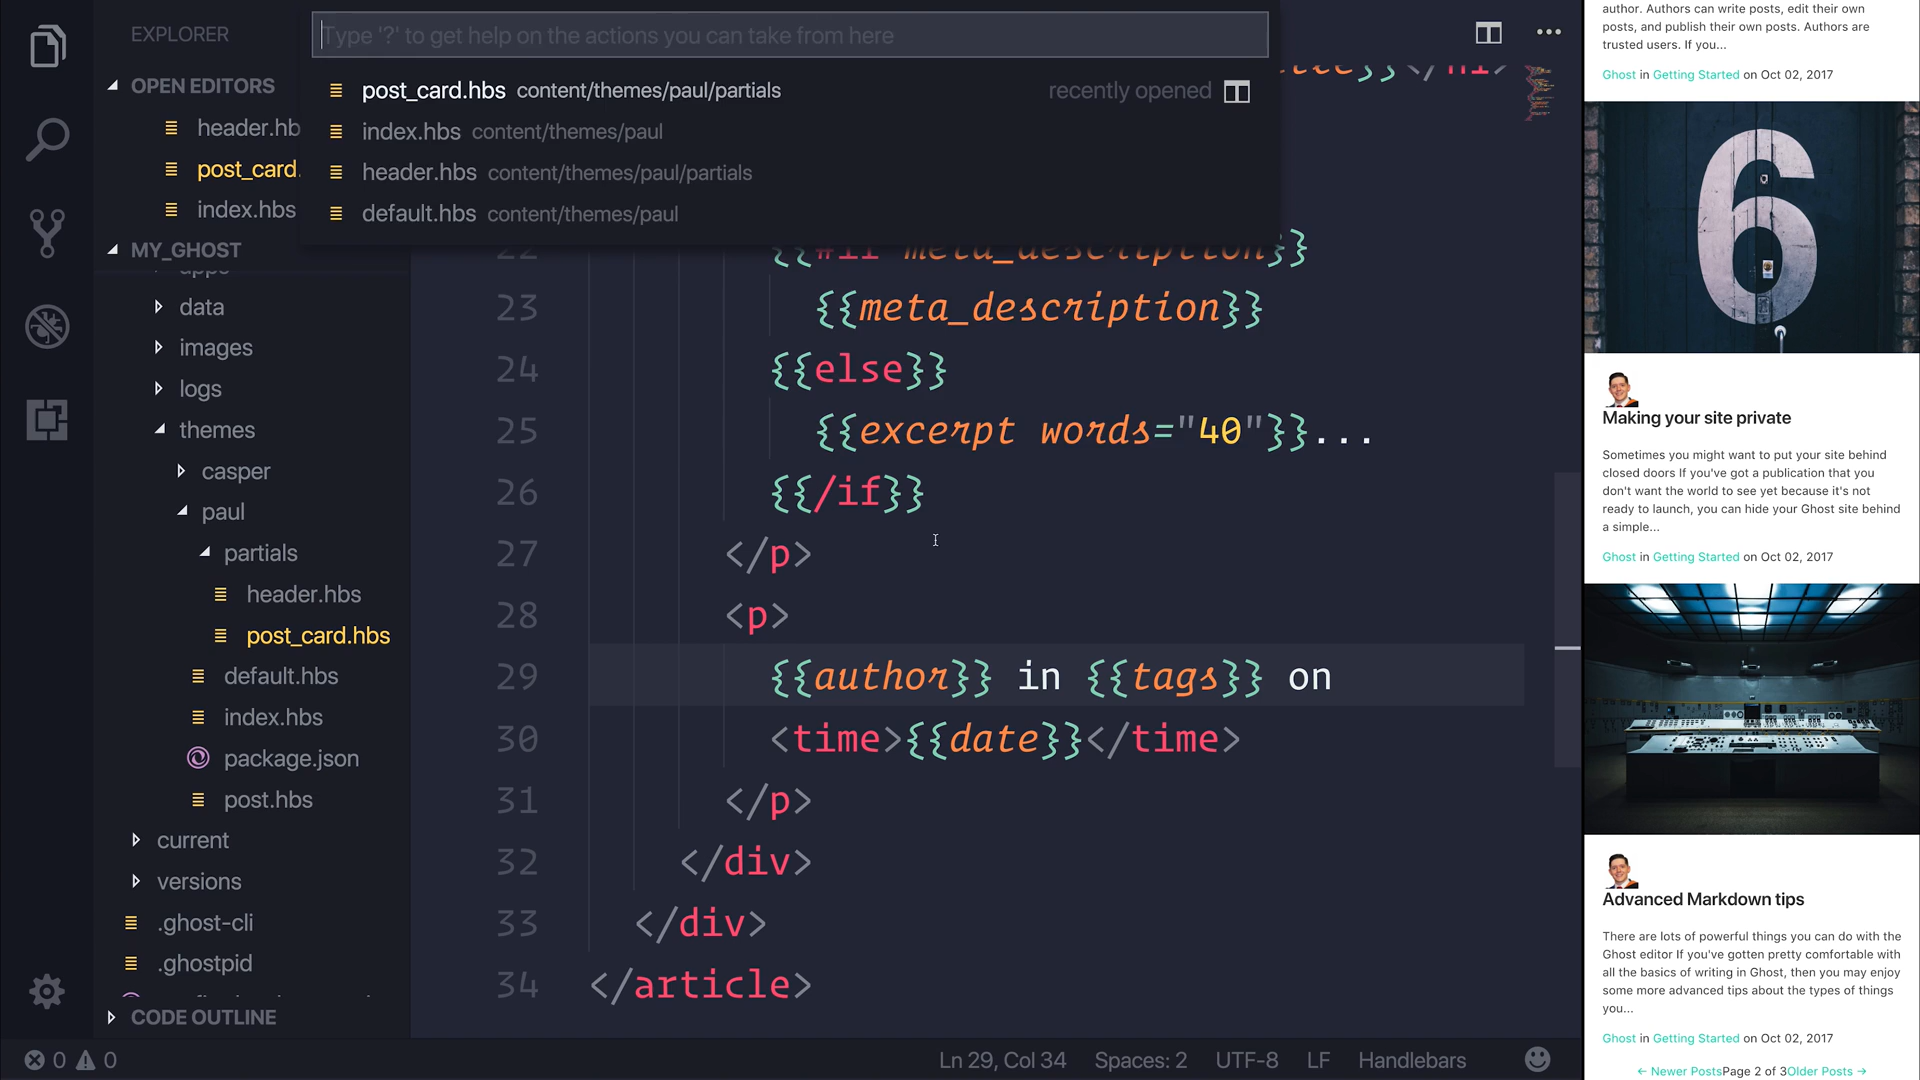 EXPLORER
OPEN EDITORS
header.hb
post_card.
index.hbs
MY_GHOST
apps
data
images
logs
themes
casper
paul
partials
header.hbs
post_card.hbs
default.hbs
index.hbs
package.json
post.hbs
current
versions
.ghost-cli
.ghostpid
CODE OUTLINE
Type '?' to get help on the actions you can take from here
post_card.hbs content/themes/paul/partials recently opened
index.hbs content/themes/paul
header.hbs content/themes/paul/partials
default.hbs content/themes/paul
22 {{#if meta_description}}
23 {{meta_description}}
24 {{else}}
25 {{excerpt words="40"}}...
26 {{/if}}
27 </p>
28 <p>
29 {{author}} in {{tags}} on
30 <time>{{date}}</time>
31 </p>
32 </div>
33 </div>
34 </article>
0 0
Ln 29, Col 34 Spaces: 2 UTF-8 LF Handlebars
author. Authors can write posts, edit their own
posts, and publish their own posts. Authors are
trusted users. If you...
Ghost in Getting Started on Oct 02, 2017
6
Making your site private
Sometimes you might want to put your site behind
closed doors If you've got a publication that you
don't want the world to see yet because it's not
ready to launch, you can hide your Ghost site behind
a simple...
Ghost in Getting Started on Oct 02, 2017
Advanced Markdown tips
There are lots of powerful things you can do with the
Ghost editor If you've gotten pretty comfortable with
all the basics of writing in Ghost, then you may enjoy
some more advanced tips about the types of things
you...
Ghost in Getting Started on Oct 02, 2017
← Newer PostsPage 2 of 3Older Posts →